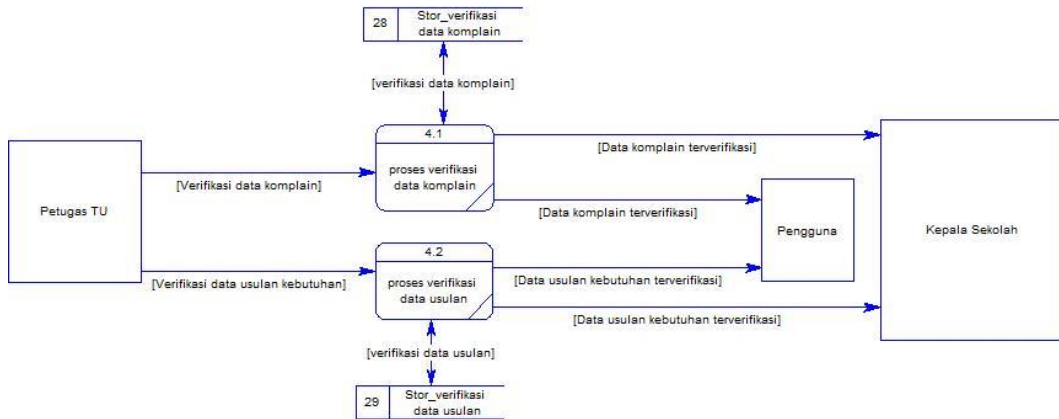 28
Stor_verifikasi
data komplain
[verifikasi data komplain]
4.1
proses verifikasi
data komplain
[Data komplain terverifikasi]
[Verifikasi data komplain]
[Data komplain terverifikasi]
Petugas TU
Pengguna
Kepala Sekolah
4.2
proses verifikasi
data usulan
[Verifikasi data usulan kebutuhan]
[Data usulan kebutuhan terverifikasi]
[Data usulan kebutuhan terverifikasi]
[verifikasi data usulan]
29
Stor_verifikasi
data usulan